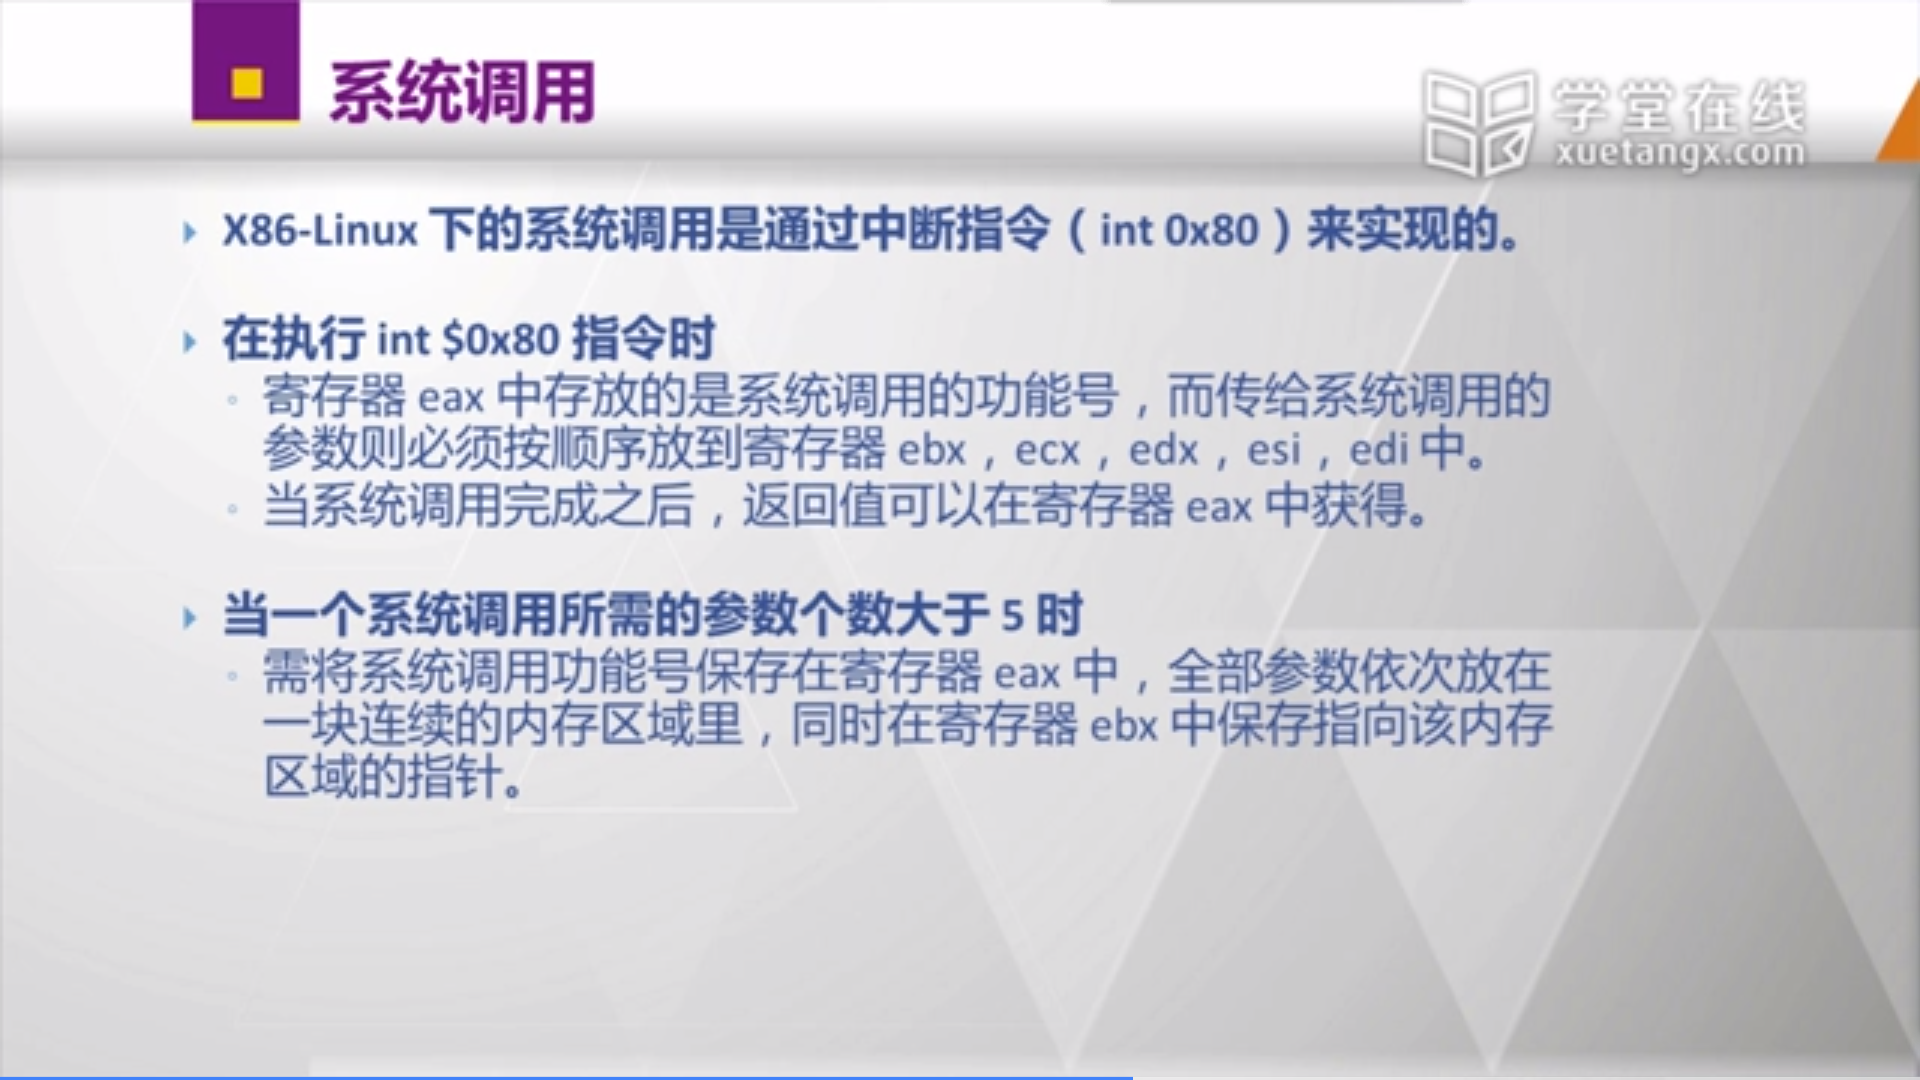 系统调用
学堂在线
xuetangx.com
X86-Linux 下的系统调用是通过中断指令（int 0x80）来实现的。
在执行 int $0x80 指令时
寄存器 eax 中存放的是系统调用的功能号，而传给系统调用的
参数则必须按顺序放到寄存器 ebx，ecx，edx，esi，edi 中。
当系统调用完成之后，返回值可以在寄存器 eax 中获得。
当一个系统调用所需的参数个数大于 5 时
需将系统调用功能号保存在寄存器 eax 中，全部参数依次放在
一块连续的内存区域里，同时在寄存器 ebx 中保存指向该内存
区域的指针。